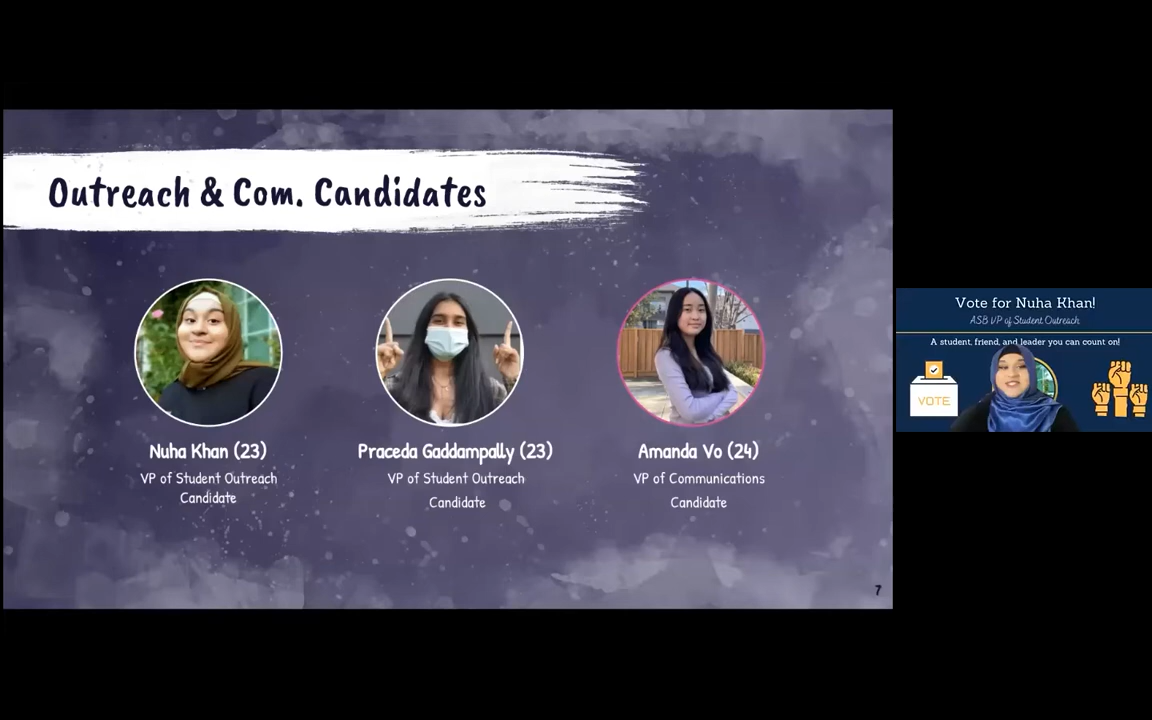 Outreach & Com. Candidates
Nuha Khan (23)
VP of Student Outreach
Candidate
Praceda Gaddampally (23)
VP of Student Outreach
Candidate
Amanda Vo (24)
VP of Communications
Candidate
7
Vote for Nuha Khan!
ASB VP of Student Outreach
A student, friend, and leader you can count on!
VOTE